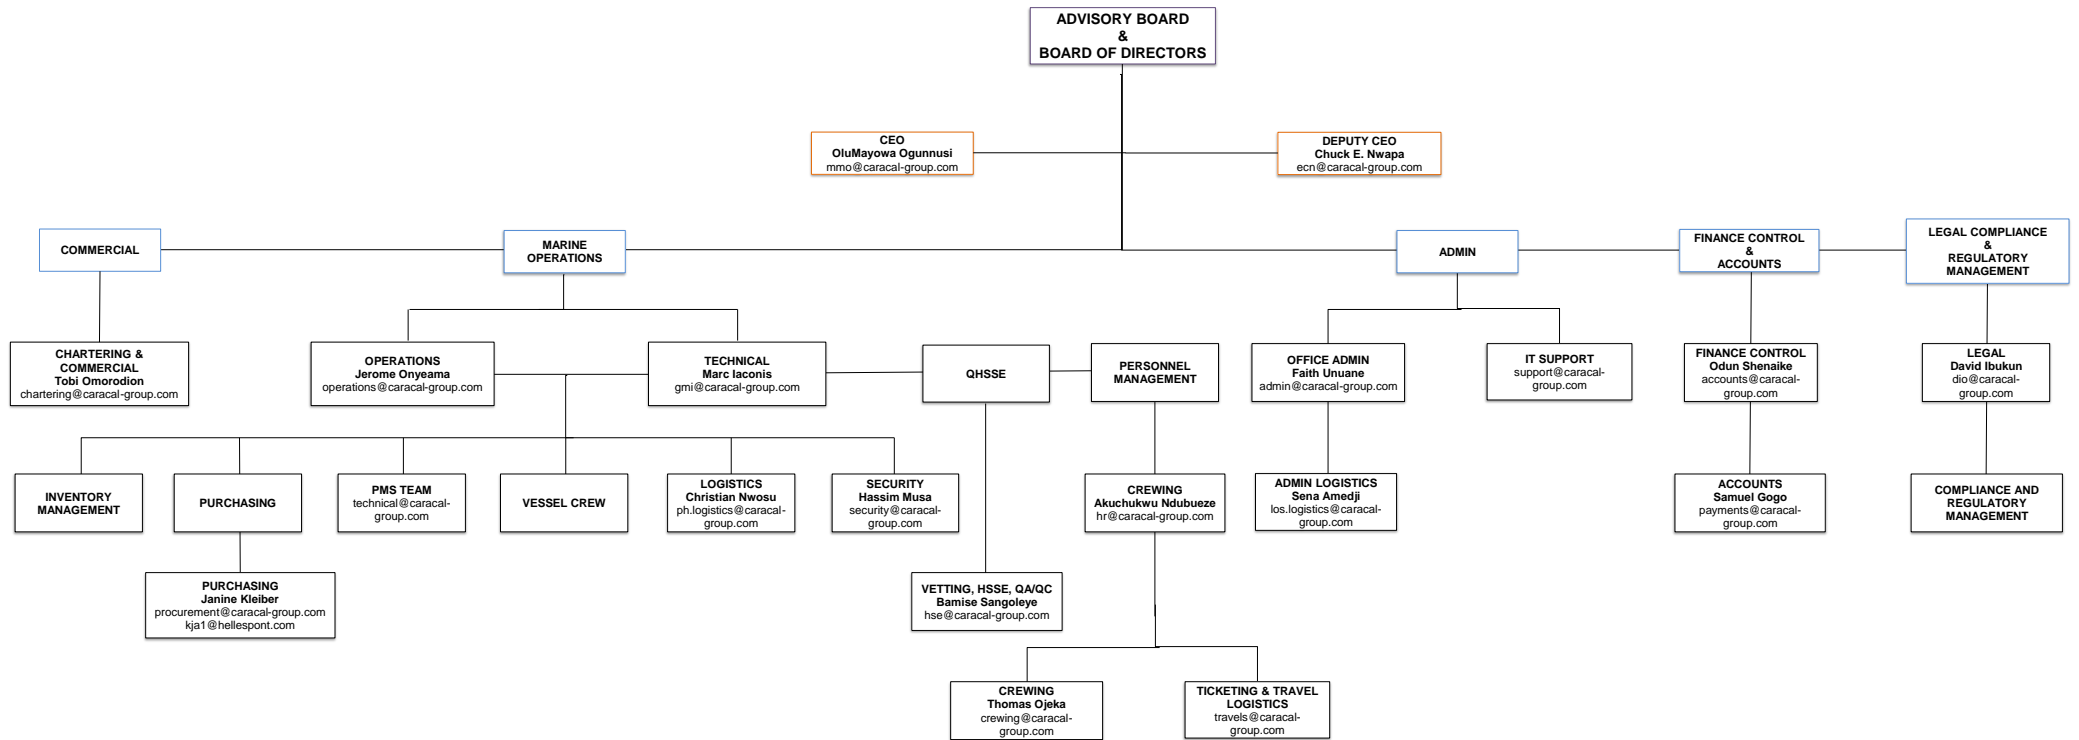 ADVISORY BOARD
&
BOARD OF DIRECTORS
CEO
OluMayowa Ogunnusi
mmo@caracal-group.com
DEPUTY CEO
Chuck E. Nwapa
ecn@caracal-group.com
COMMERCIAL
MARINE
OPERATIONS
ADMIN
FINANCE CONTROL
&
ACCOUNTS
LEGAL COMPLIANCE
&
REGULATORY
MANAGEMENT
CHARTERING &
COMMERCIAL
Tobi Omorodion
chartering@caracal-group.com
OPERATIONS
Jerome Onyeama
operations@caracal-group.com
TECHNICAL
Marc Iaconis
gmi@caracal-group.com
QHSSE
PERSONNEL
MANAGEMENT
OFFICE ADMIN
Faith Unuane
admin@caracal-group.com
IT SUPPORT
support@caracal-
group.com
FINANCE CONTROL
Odun Shenaike
accounts@caracal-
group.com
LEGAL
David Ibukun
dio@caracal-
group.com
INVENTORY
MANAGEMENT
PURCHASING
PMS TEAM
technical@caracal-
group.com
VESSEL CREW
LOGISTICS
Christian Nwosu
ph.logistics@caracal-
group.com
SECURITY
Hassim Musa
security@caracal-
group.com
CREWING
Akuchukwu Ndubueze
hr@caracal-group.com
ADMIN LOGISTICS
Sena Amedji
los.logistics@caracal-
group.com
ACCOUNTS
Samuel Gogo
payments@caracal-
group.com
COMPLIANCE AND
REGULATORY
MANAGEMENT
PURCHASING
Janine Kleiber
procurement@caracal-group.com
kja1@hellespont.com
VETTING, HSSE, QA/QC
Bamise Sangoleye
hse@caracal-group.com
CREWING
Thomas Ojeka
crewing@caracal-
group.com
TICKETING & TRAVEL
LOGISTICS
travels@caracal-
group.com